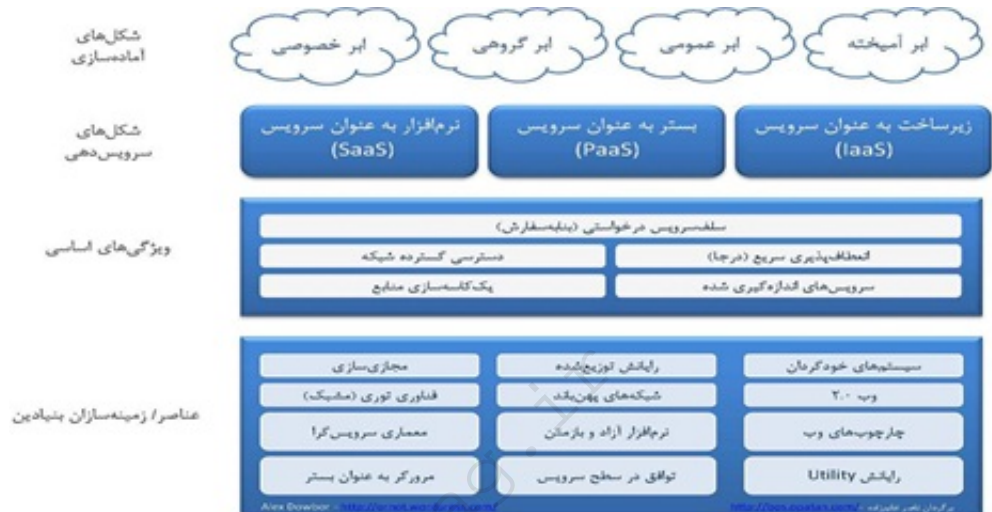 شکل‌های
آماده‌سازی
ابر خصوصی
ابر گروهی
ابر عمومی
ابر آمیخته
شکل‌های
سرویس‌دهی
نرم‌افزار به عنوان سرویس
(SaaS)
بستر به عنوان سرویس
(PaaS)
زیرساخت به عنوان سرویس
(IaaS)
ویژگی‌های اساسی
سلف‌سرویس درخواستی (بنابه‌سفارش)
دسترسی گسترده شبکه
انعطاف‌پذیری سریع (درجا)
یک‌کاسه‌سازی منابع
سرویس‌های اندازه‌گیری شده
عناصر/ زمینه‌سازان بنیادین
مجازی‌سازی
رایانش توزیع‌شده
سیستم‌های خودگردان
فناوری توری (مشبک)
شبکه‌های پهن‌باند
وب ۲.۰
معماری سرویس‌گرا
نرم‌افزار آزاد و بازمتن
چارچوب‌های وب
مرورگر به عنوان بستر
توافق در سطح سرویس
رایانش Utility
Alex Dowbor -
برگردان